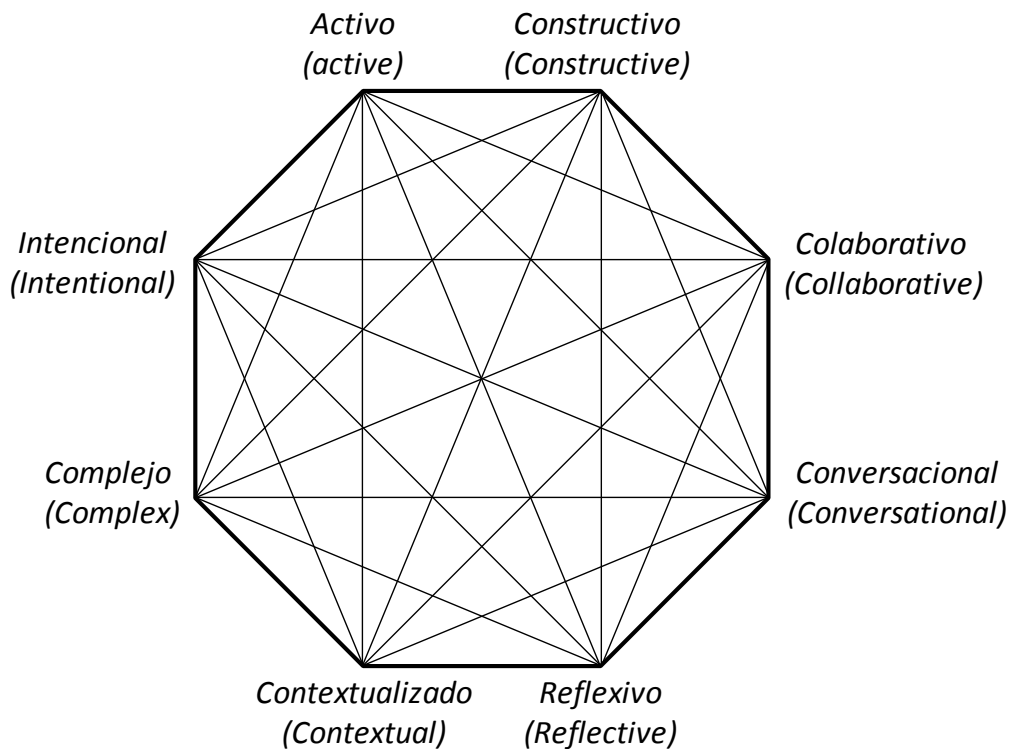 Activo
(active)
Constructivo
(Constructive)
Intencional
(Intentional)
Colaborativo
(Collaborative)
Complejo
(Complex)
Conversacional
(Conversational)
Contextualizado
(Contextual)
Reflexivo
(Reflective)